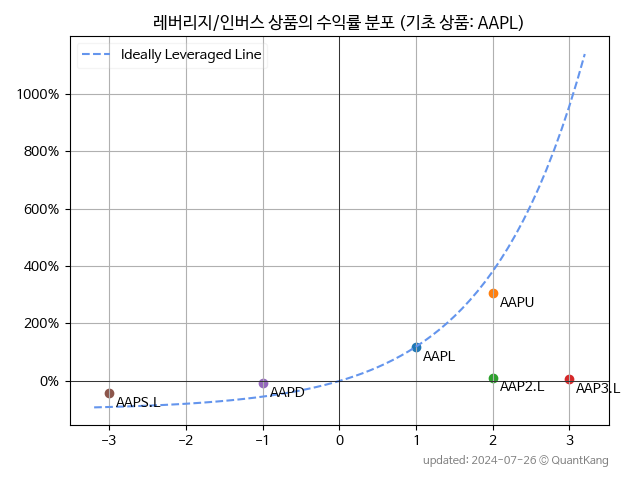 레버리지/인버스 상품의 수익률 분포 (기초 상품: AAPL)
Ideally Leveraged Line
1000%
800%
600%
400%
200%
0%
AAPU
AAPL
AAP2.L
AAP3.L
AAPD
AAPS.L
−3
−2
−1
0
1
2
3
updated: 2024-07-26 © QuantKang